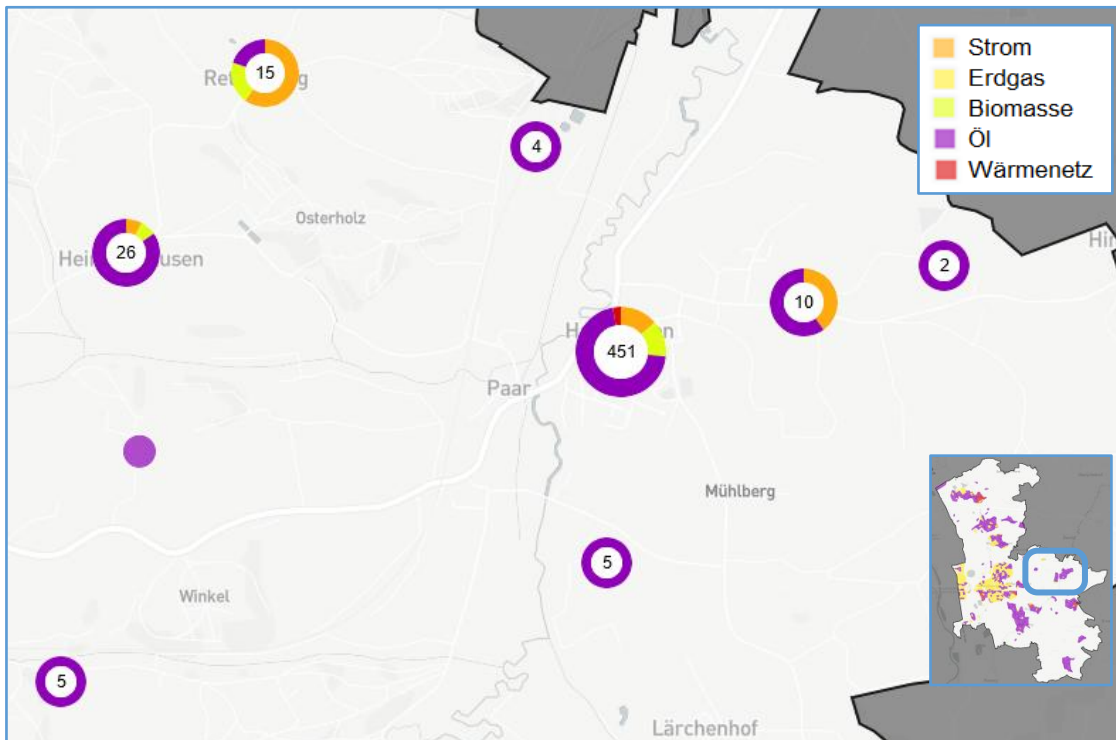 Strom
Erdgas
Biomasse
Öl
Wärmenetz
15
4
Osterholz
26
2
10
451
Paar
Mühlberg
5
Winkel
5
Lärchenhof